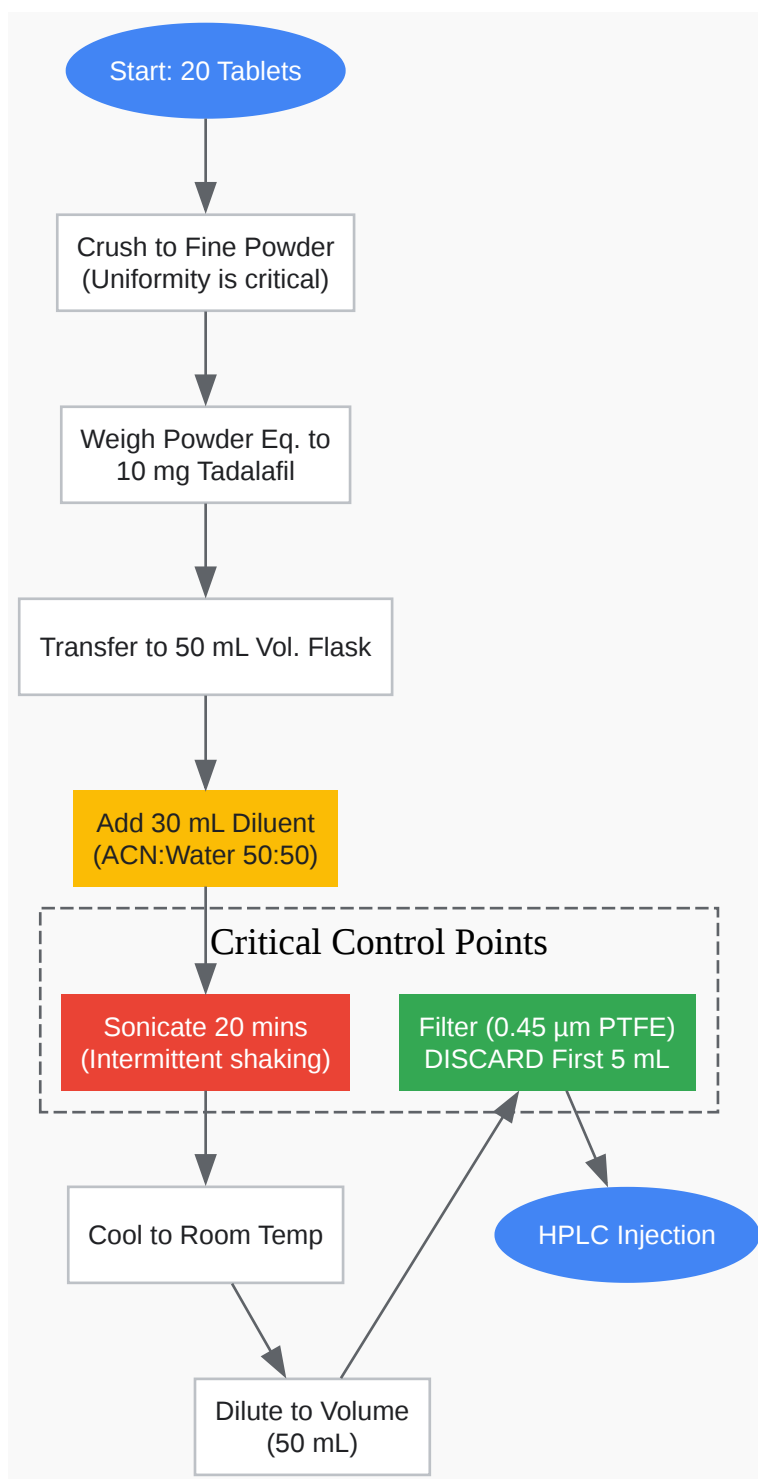 Start: 20 Tablets
Crush to Fine Powder
(Uniformity is critical)
Weigh Powder Eq. to
10 mg Tadalafil
Transfer to 50 mL Vol. Flask
Add 30 mL Diluent
(ACN:Water 50:50)
Critical Control Points
Sonicate 20 mins
(Intermittent shaking)
Filter (0.45 µm PTFE)
DISCARD First 5 mL
Cool to Room Temp
HPLC Injection
Dilute to Volume
(50 mL)